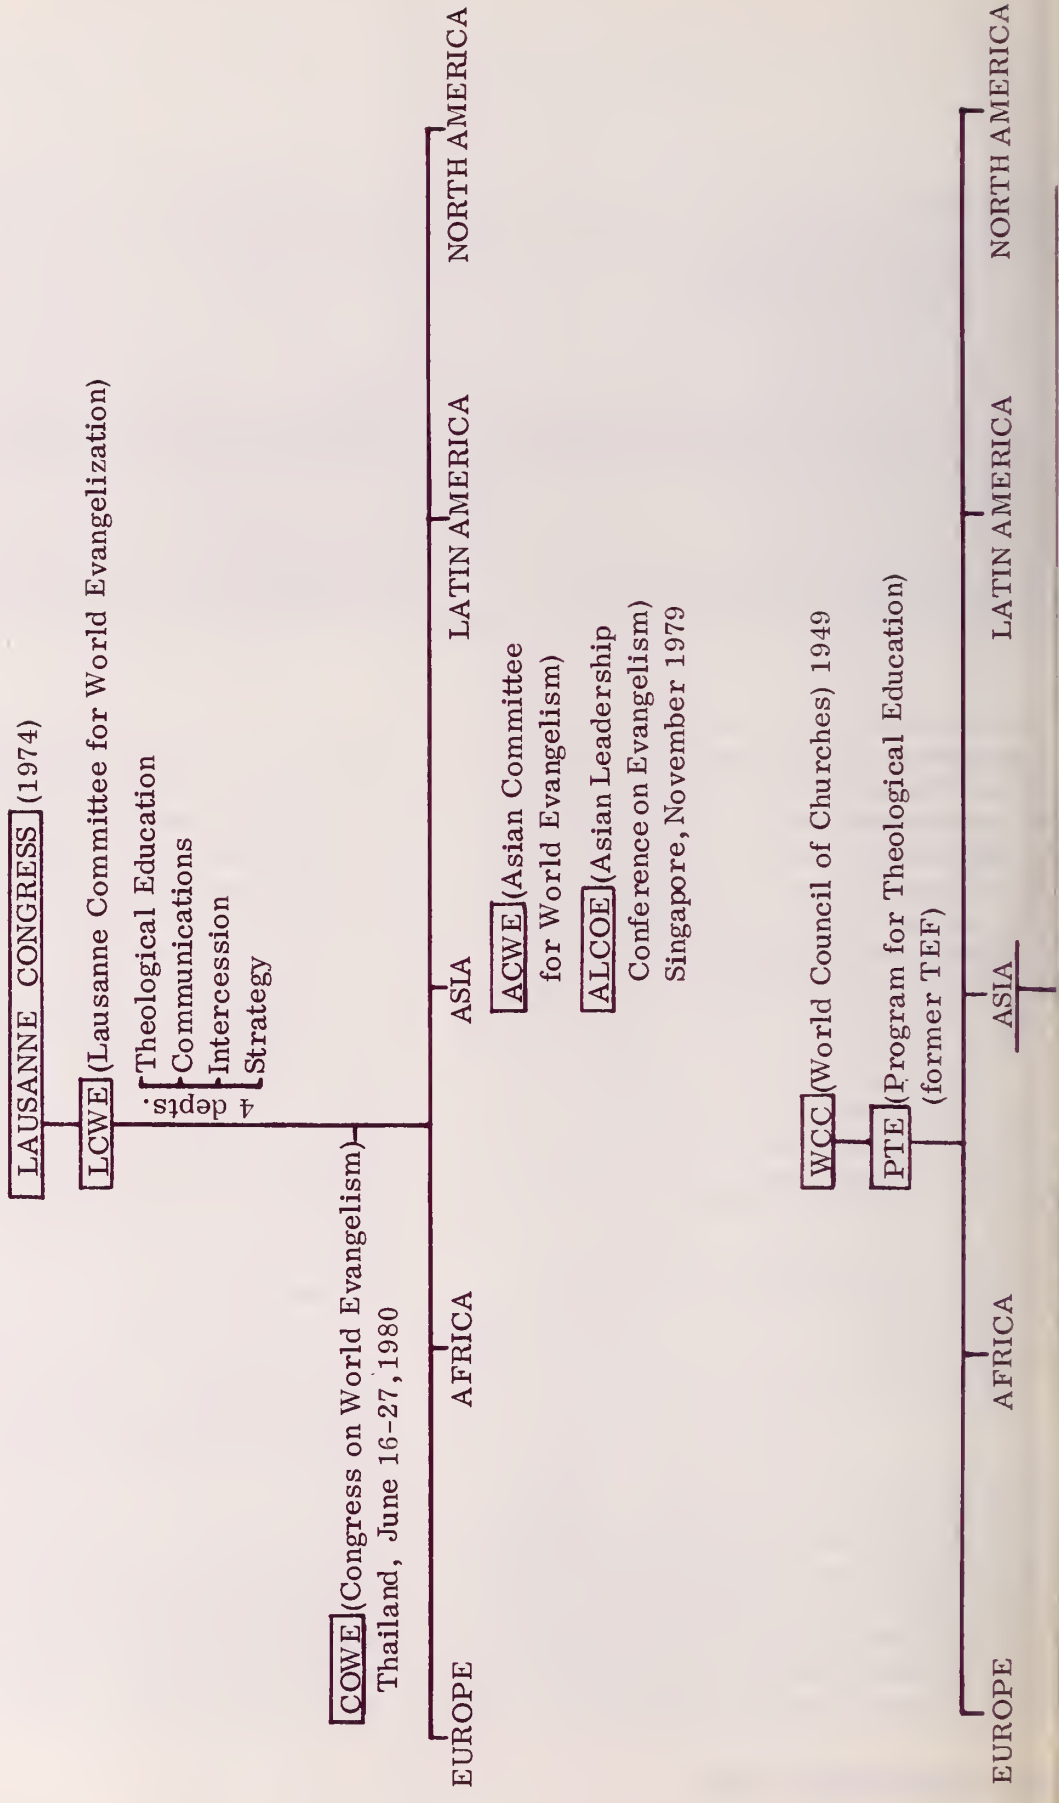 LAUSANNE CONGRESS (1974)
LCWE (Lausanne Committee for World Evangelization)
4 depts.
Theological Education
Communications
Intercession
Strategy
COWE (Congress on World Evangelism)
Thailand, June 16-27, 1980
EUROPE AFRICA ASIA LATIN AMERICA NORTH AMERICA
ACWE (Asian Committee
for World Evangelism)
ALCOE (Asian Leadership
Conference on Evangelism)
Singapore, November 1979
WCC (World Council of Churches) 1949
PTE (Program for Theological Education)
(former TEF)
EUROPE AFRICA ASIA LATIN AMERICA NORTH AMERICA